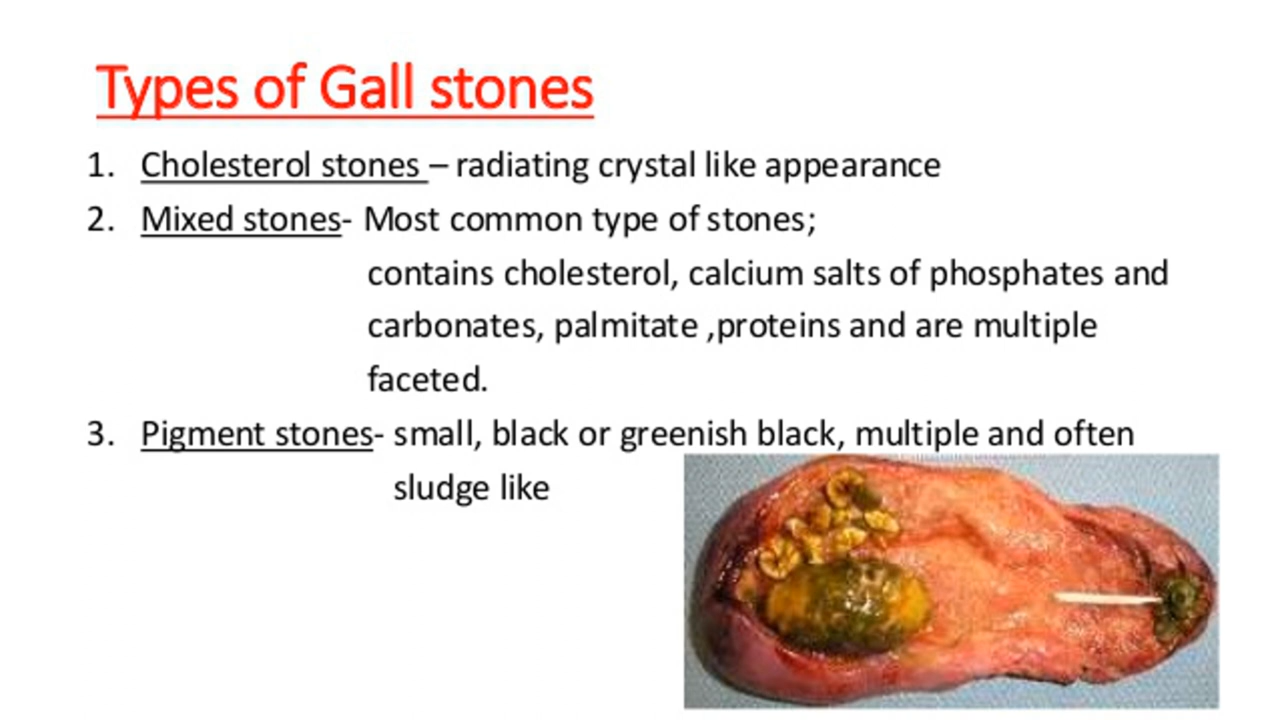 Types of Gall stones
1. Cholesterol stones – radiating crystal like appearance
2. Mixed stones- Most common type of stones;
contains cholesterol, calcium salts of phosphates and
carbonates, palmitate ,proteins and are multiple
faceted.
3. Pigment stones- small, black or greenish black, multiple and often
sludge like